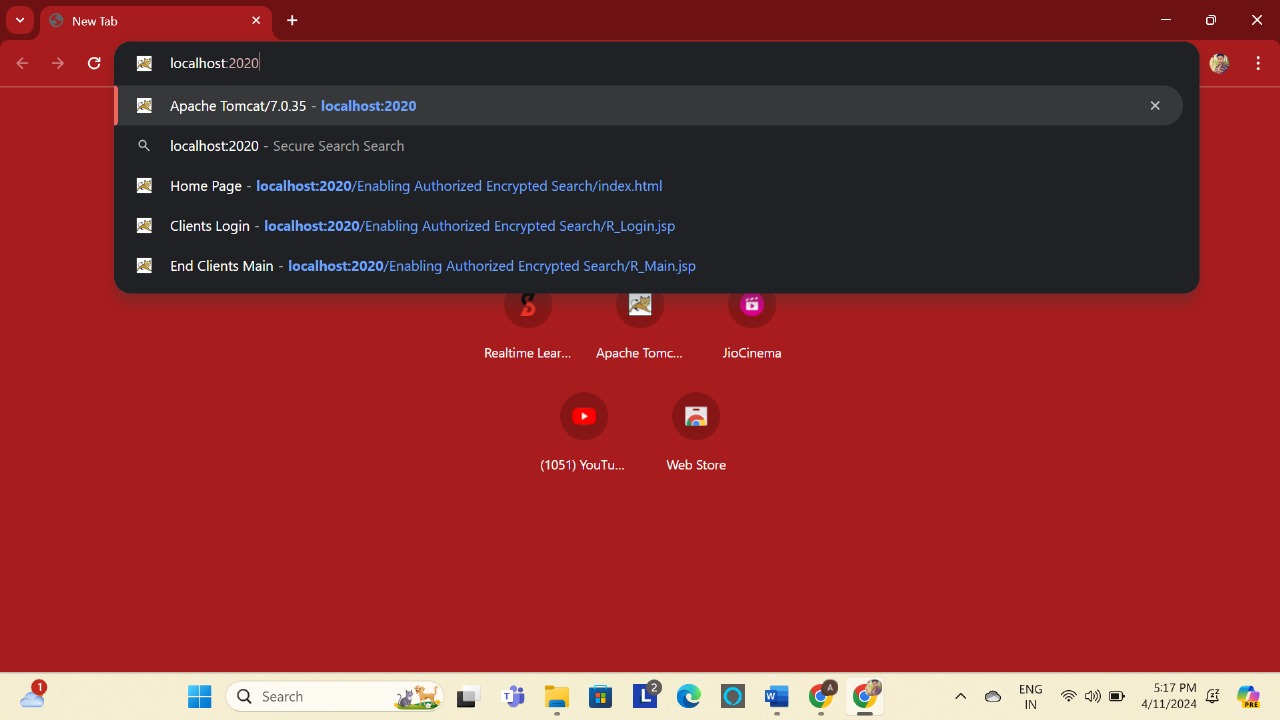 New Tab
localhost:2020
Apache Tomcat/7.0.35 - localhost:2020
localhost:2020 - Secure Search Search
Home Page - localhost:2020/Enabling Authorized Encrypted Search/index.html
Clients Login - localhost:2020/Enabling Authorized Encrypted Search/R_Login.jsp
End Clients Main - localhost:2020/Enabling Authorized Encrypted Search/R_Main.jsp
Realtime Lear... Apache Tomc... JioCinema
(1051) YouTu... Web Store
1 Search L 2 W A ENG 5:17 PM PRE
IN 4/11/2024